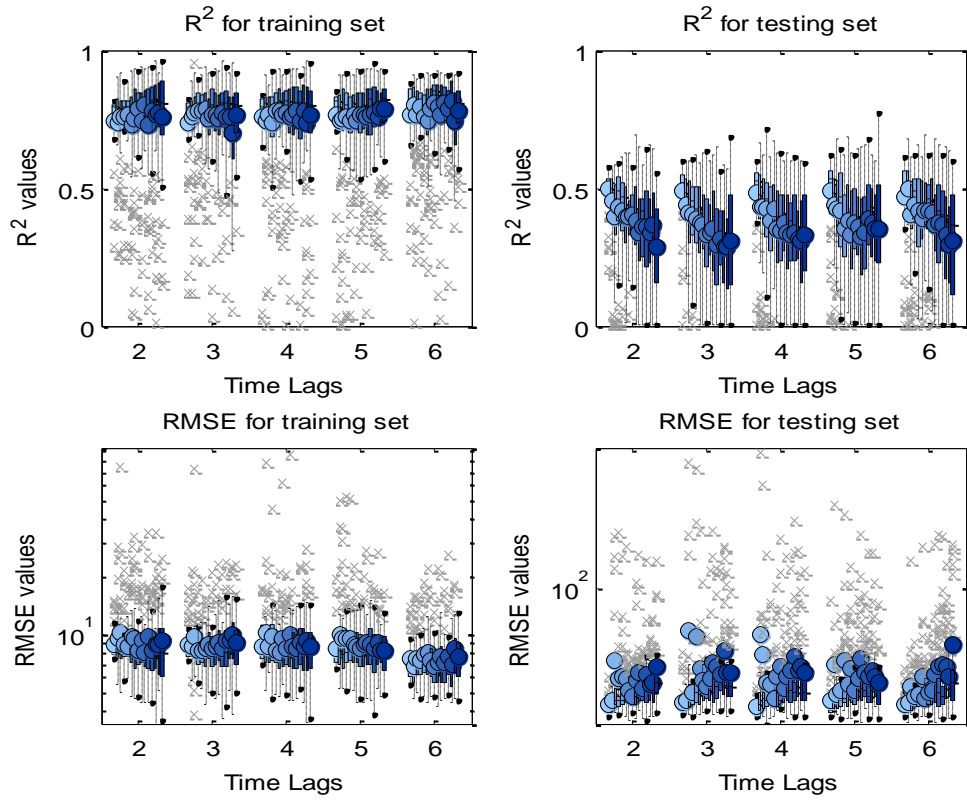 R² for training set
R² for testing set
1
0.5
0
R² values
2 3 4 5 6
Time Lags
1
0.5
0
R² values
2 3 4 5 6
Time Lags
RMSE for training set
RMSE for testing set
10¹
RMSE values
2 3 4 5 6
Time Lags
10²
RMSE values
2 3 4 5 6
Time Lags